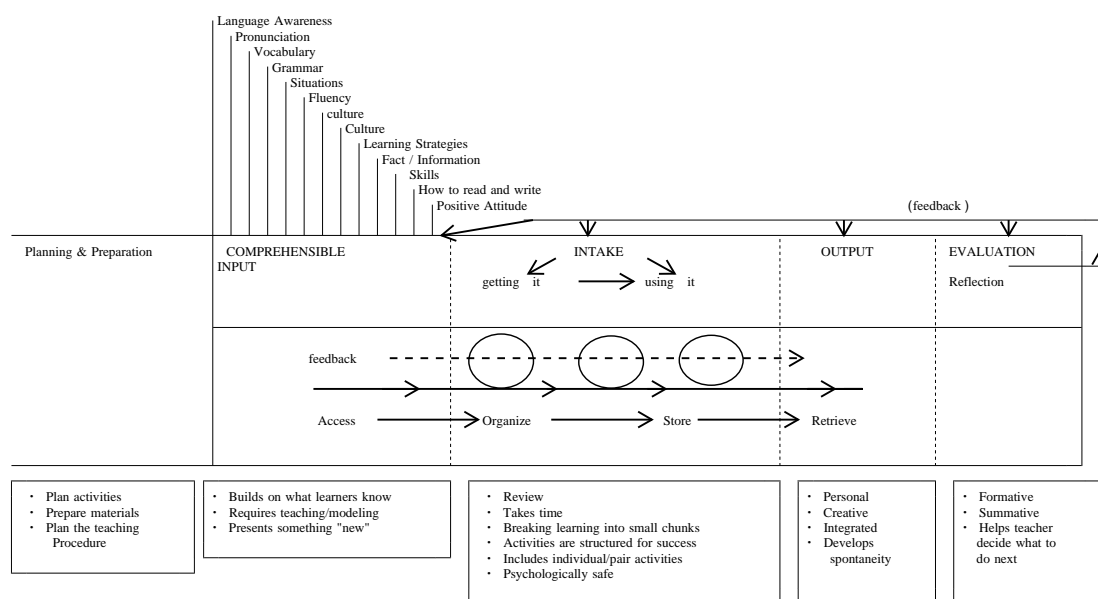 Language Awareness
Pronunciation
Vocabulary
Grammar
Situations
Fluency
culture
Culture
Learning Strategies
Fact / Information
Skills
How to read and write
Positive Attitude
(feedback )
Planning & Preparation
COMPREHENSIBLE
INPUT
INTAKE
OUTPUT
EVALUATION
getting it
using it
Reflection
feedback
Access
Organize
Store
Retrieve
・ Plan activities
・ Prepare materials
・ Plan the teaching
Procedure
・ Builds on what learners know
・ Requires teaching/modeling
・ Presents something "new"
・ Review
・ Takes time
・ Breaking learning into small chunks
・ Activities are structured for success
・ Includes individual/pair activities
・ Psychologically safe
・ Personal
・ Creative
・ Integrated
・ Develops
spontaneity
・ Formative
・ Summative
・ Helps teacher
decide what to
do next